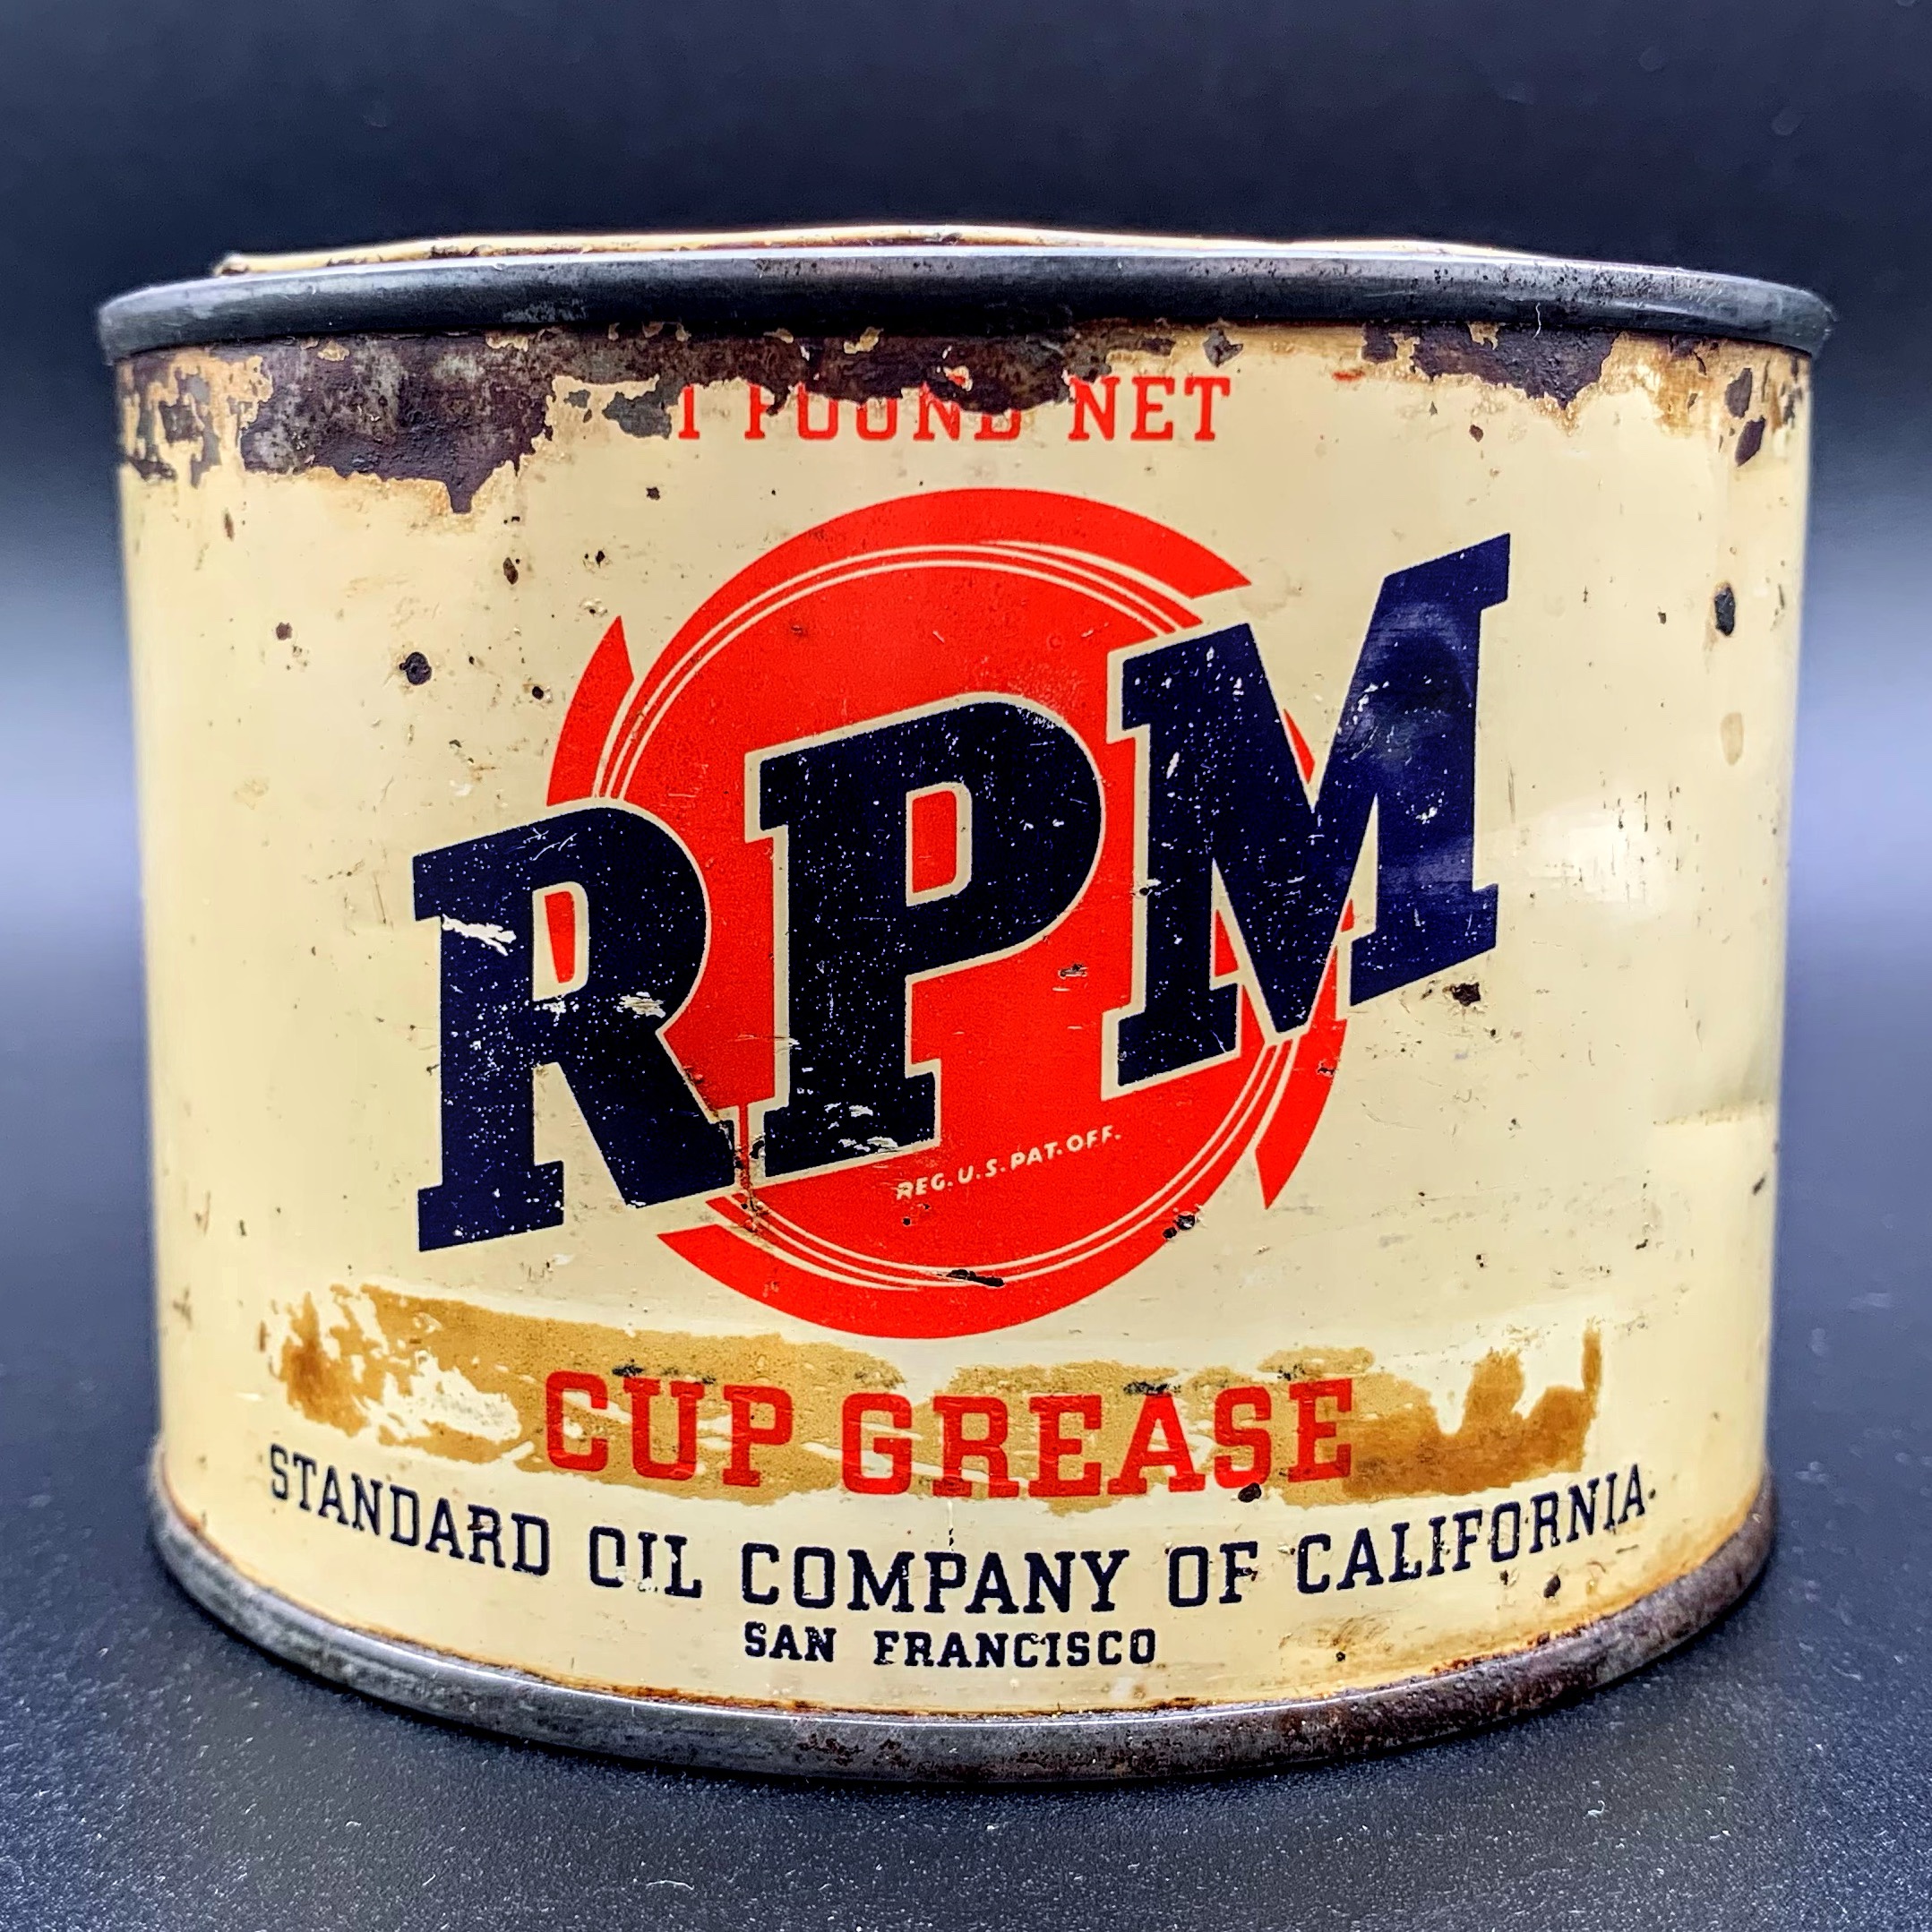 1 POUND NET
RPM
REG. U.S. PAT. OFF.
CUP GREASE
STANDARD OIL COMPANY OF CALIFORNIA.
SAN FRANCISCO